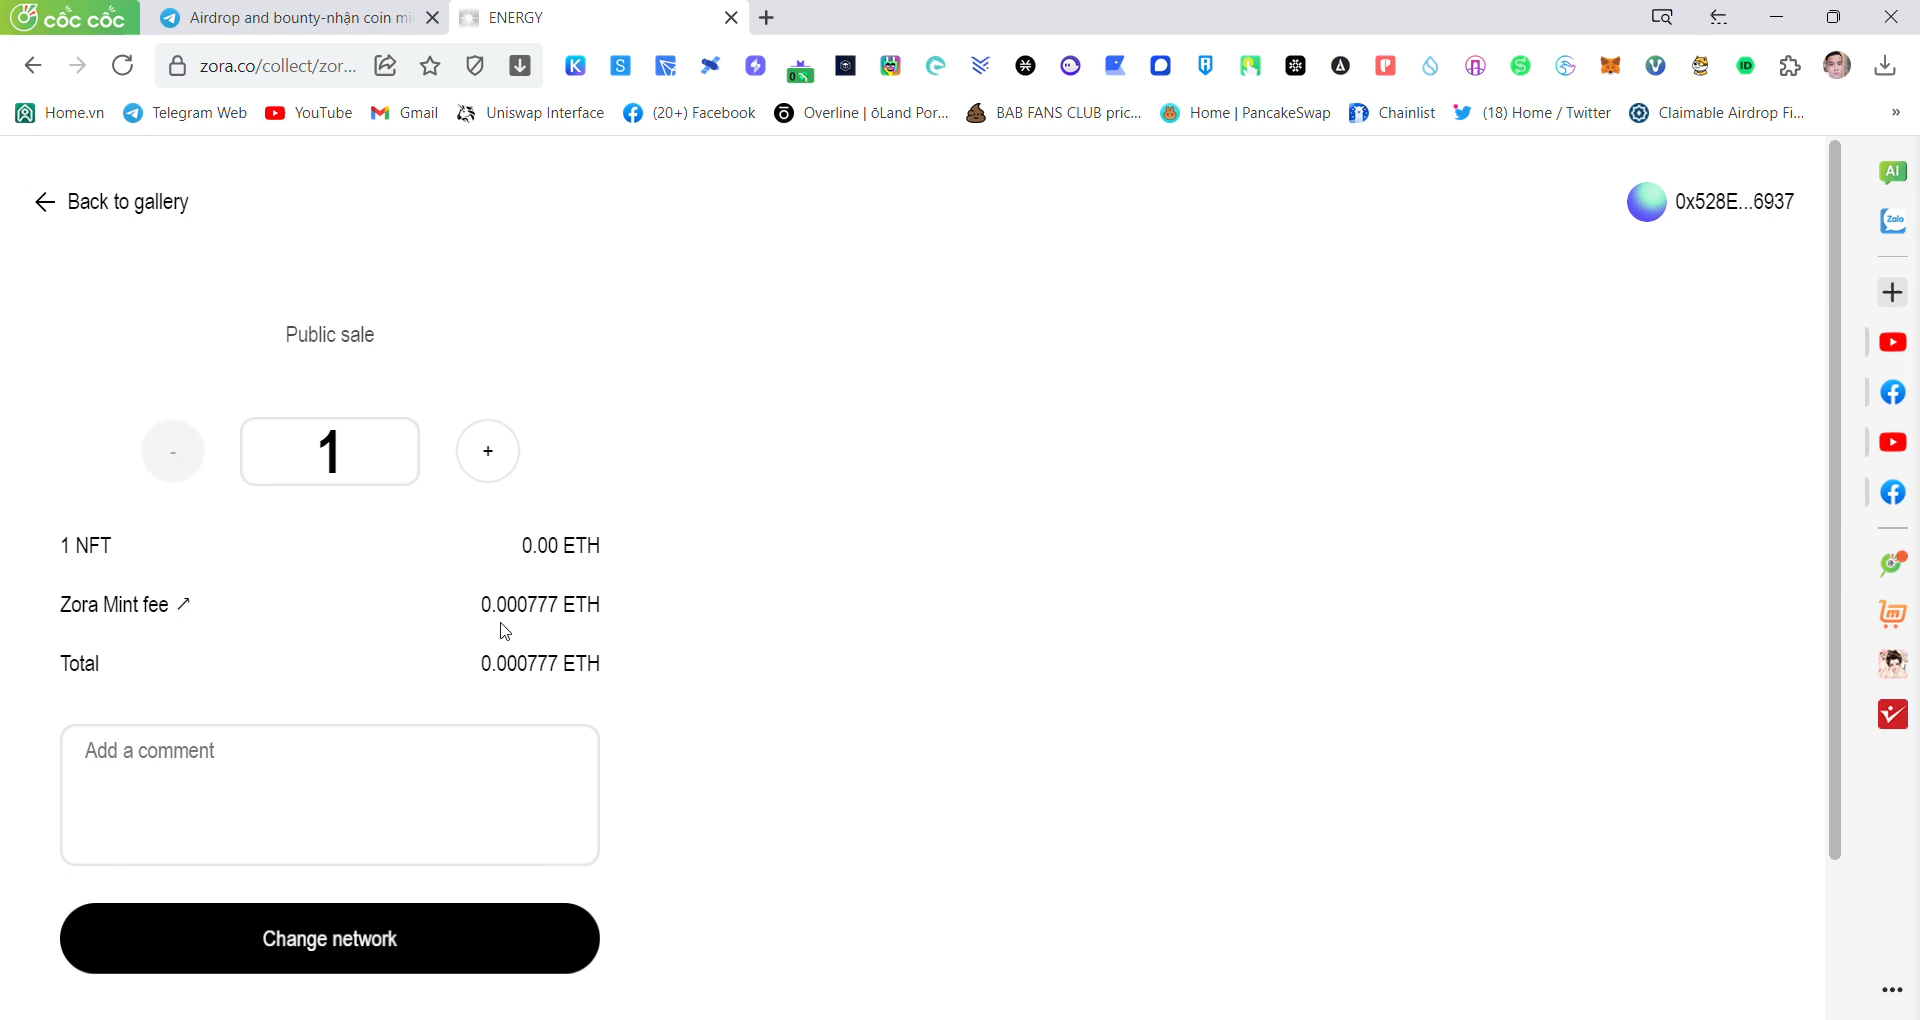 cốc cốc
Airdrop and bounty-nhận coin mi
ENERGY
zora.co/collect/zor...
Home.vn
Telegram Web
YouTube
Gmail
Uniswap Interface
(20+) Facebook
Overline | ōLand Por...
BAB FANS CLUB pric...
Home | PancakeSwap
Chainlist
(18) Home / Twitter
Claimable Airdrop Fi...
»
AI
Zalo
← Back to gallery
0x528E...6937
Public sale
-
1
+
1 NFT
0.00 ETH
Zora Mint fee ↗
0.000777 ETH
Total
0.000777 ETH
Add a comment
Change network